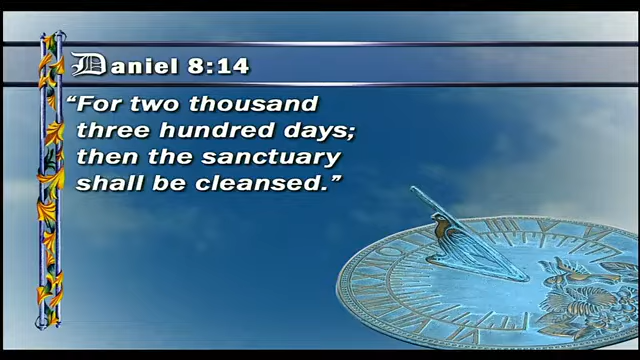 Daniel 8:14
“For two thousand
three hundred days;
then the sanctuary
shall be cleansed.”